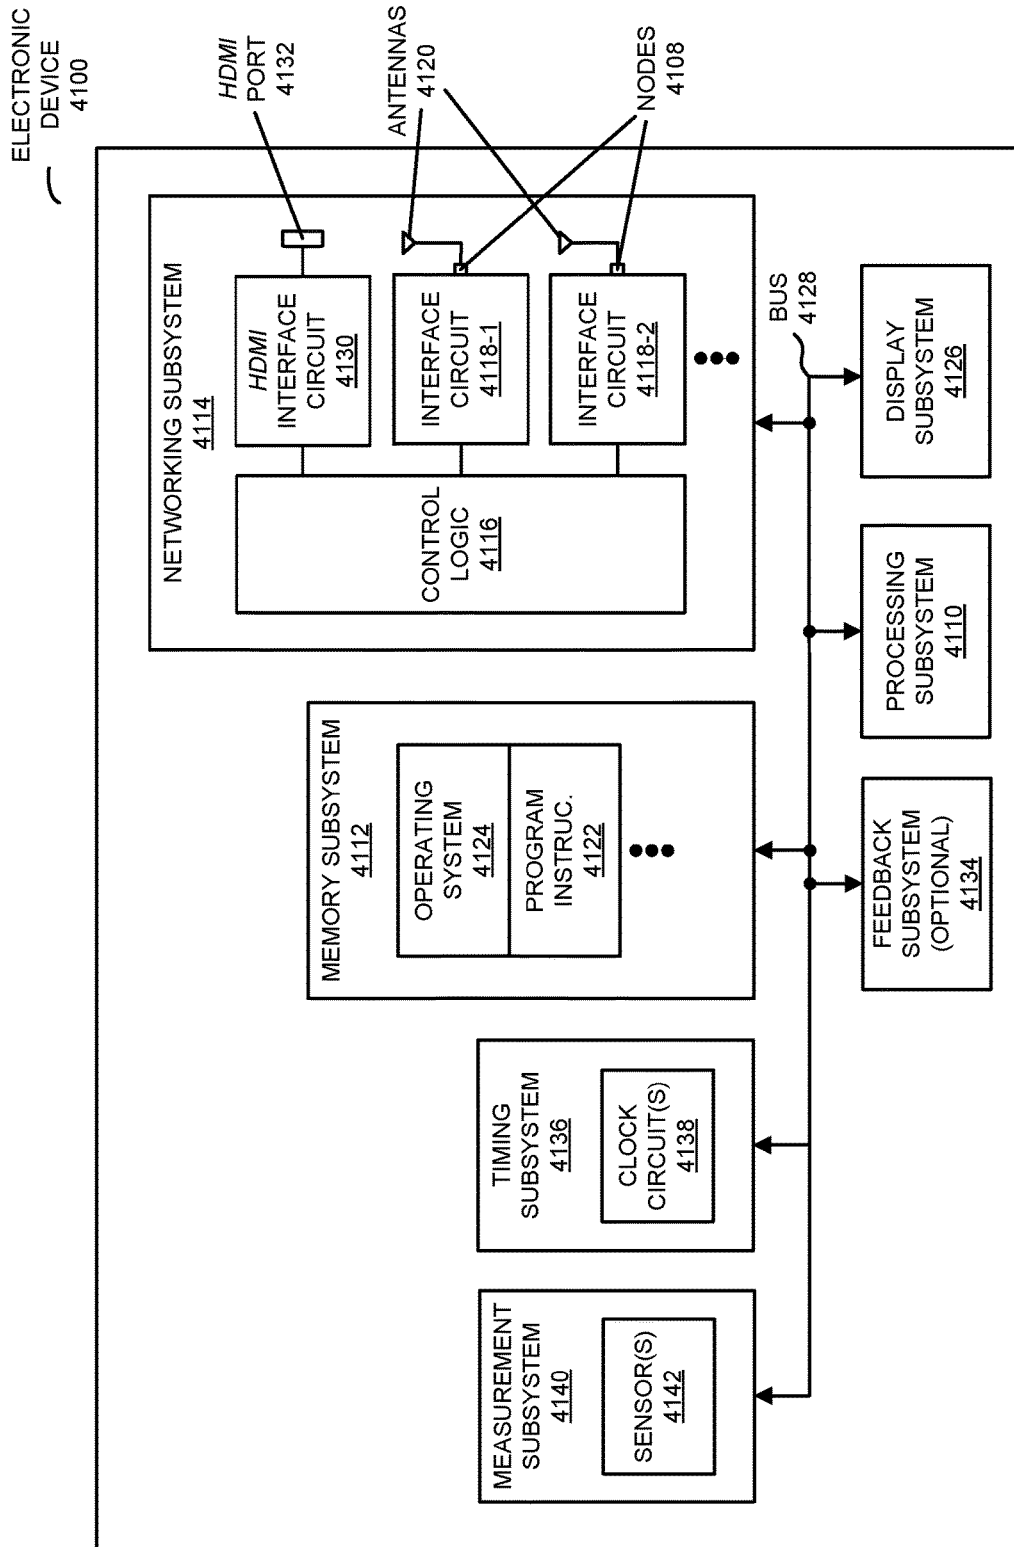 ELECTRONIC
DEVICE
4100
MEASUREMENT
SUBSYSTEM
4140
SENSOR(S)
4142
TIMING
SUBSYSTEM
4136
CLOCK
CIRCUIT(S)
4138
MEMORY SUBSYSTEM
4112
OPERATING
SYSTEM
4124
PROGRAM
INSTRUC.
4122
NETWORKING SUBSYSTEM
4114
CONTROL
LOGIC
4116
HDMI
INTERFACE
CIRCUIT
4130
INTERFACE
CIRCUIT
4118-1
INTERFACE
CIRCUIT
4118-2
HDMI
PORT
4132
ANTENNAS
4120
NODES
4108
BUS
4128
FEEDBACK
SUBSYSTEM
(OPTIONAL)
4134
PROCESSING
SUBSYSTEM
4110
DISPLAY
SUBSYSTEM
4126